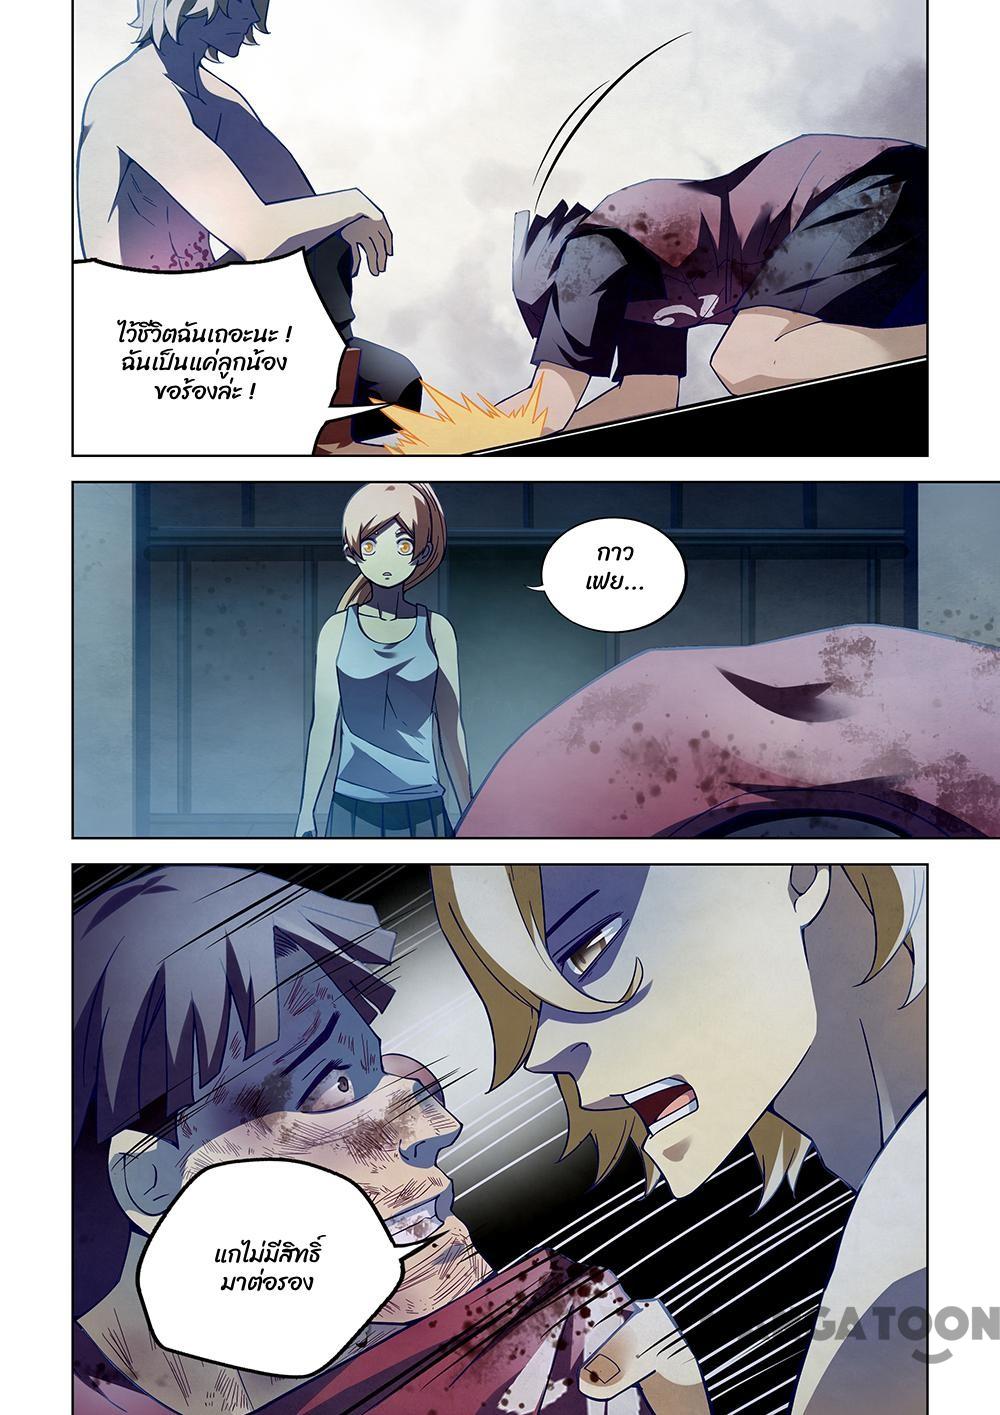 ไว้ชีวิตฉันเถอะนะ !
ฉันเป็นแค่ลูกน้อง
ขอร้องล่ะ !
กาว
เฟย...
แกไม่มีสิทธิ์
มาต่อรอง